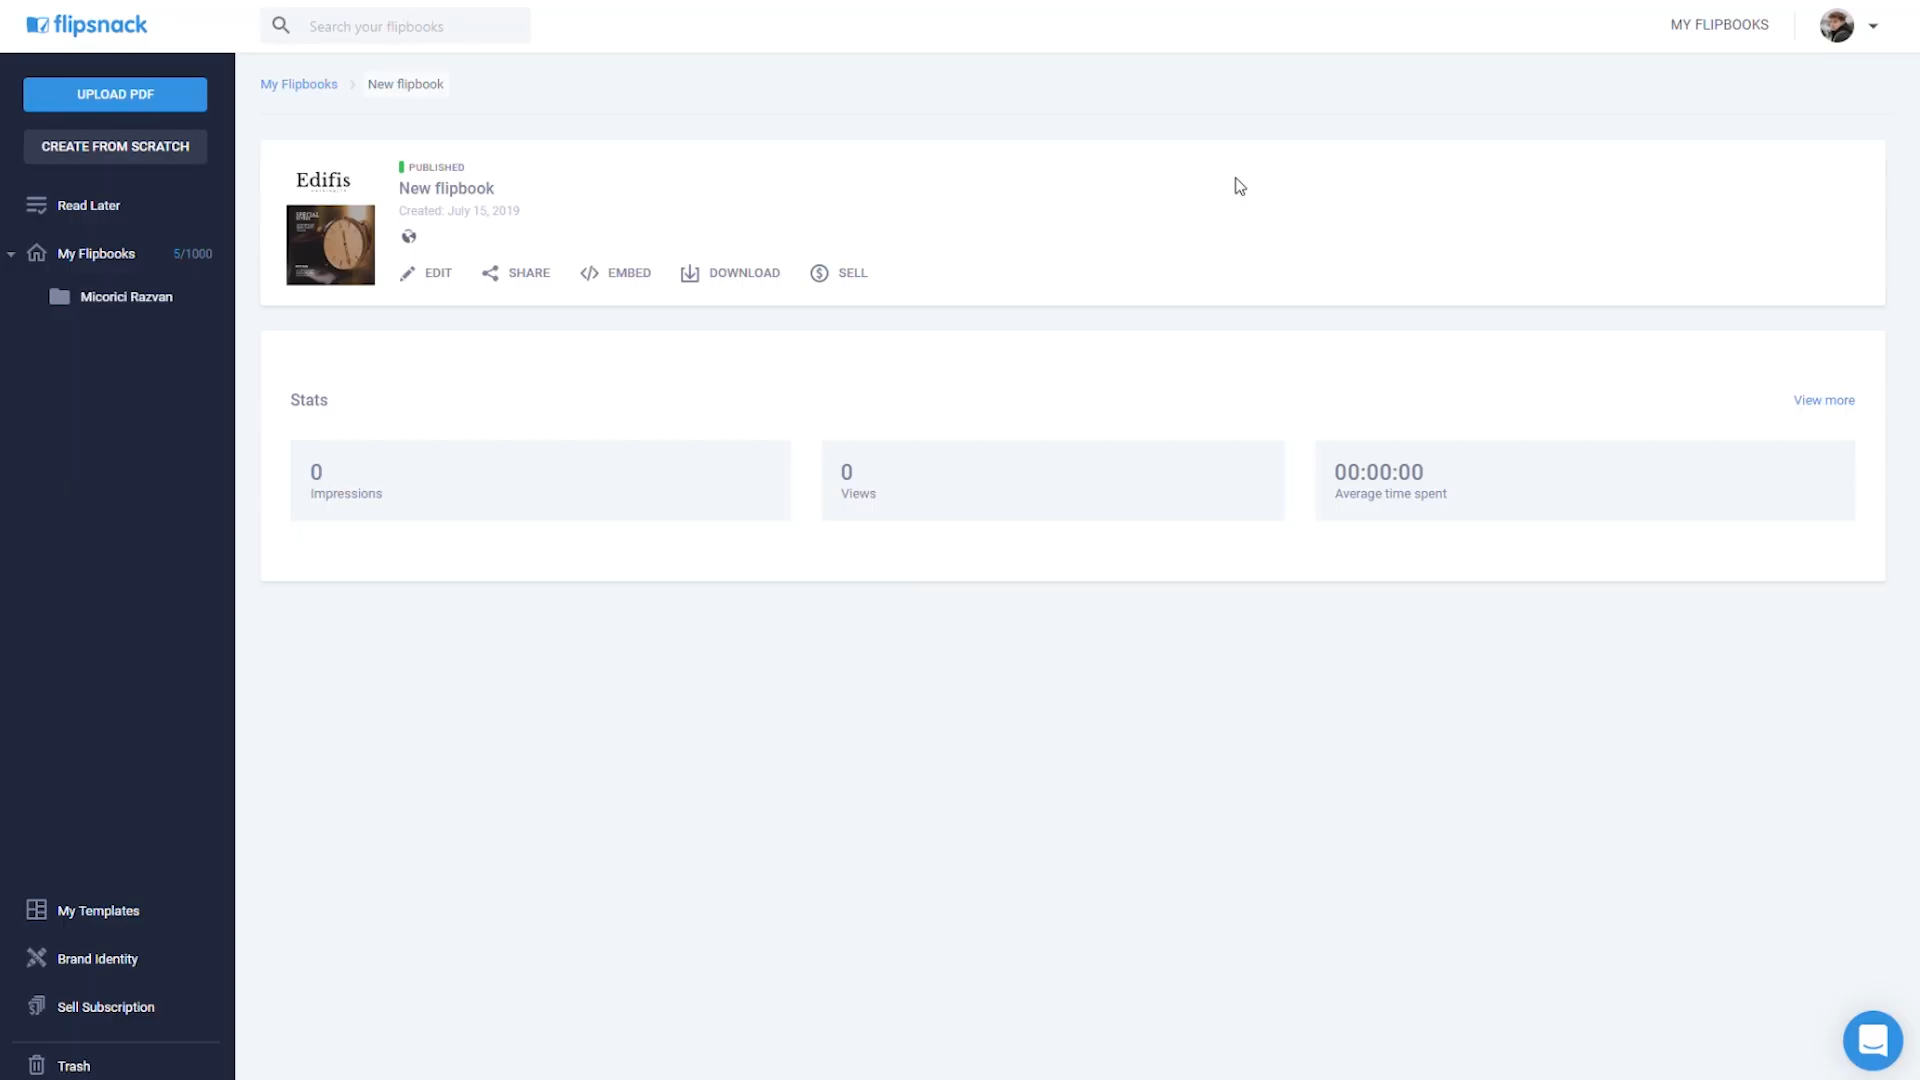 flipsnack
Search your flipbooks
MY FLIPBOOKS
UPLOAD PDF
CREATE FROM SCRATCH
Read Later
My Flipbooks 5/1000
Micorici Razvan
My Templates
Brand Identity
Sell Subscription
Trash
My Flipbooks > New flipbook
Edifis
SPECIAL
PUBLISHED
New flipbook
Created: July 15, 2019
EDIT SHARE EMBED DOWNLOAD SELL
Stats
View more
0
Impressions
0
Views
00:00:00
Average time spent